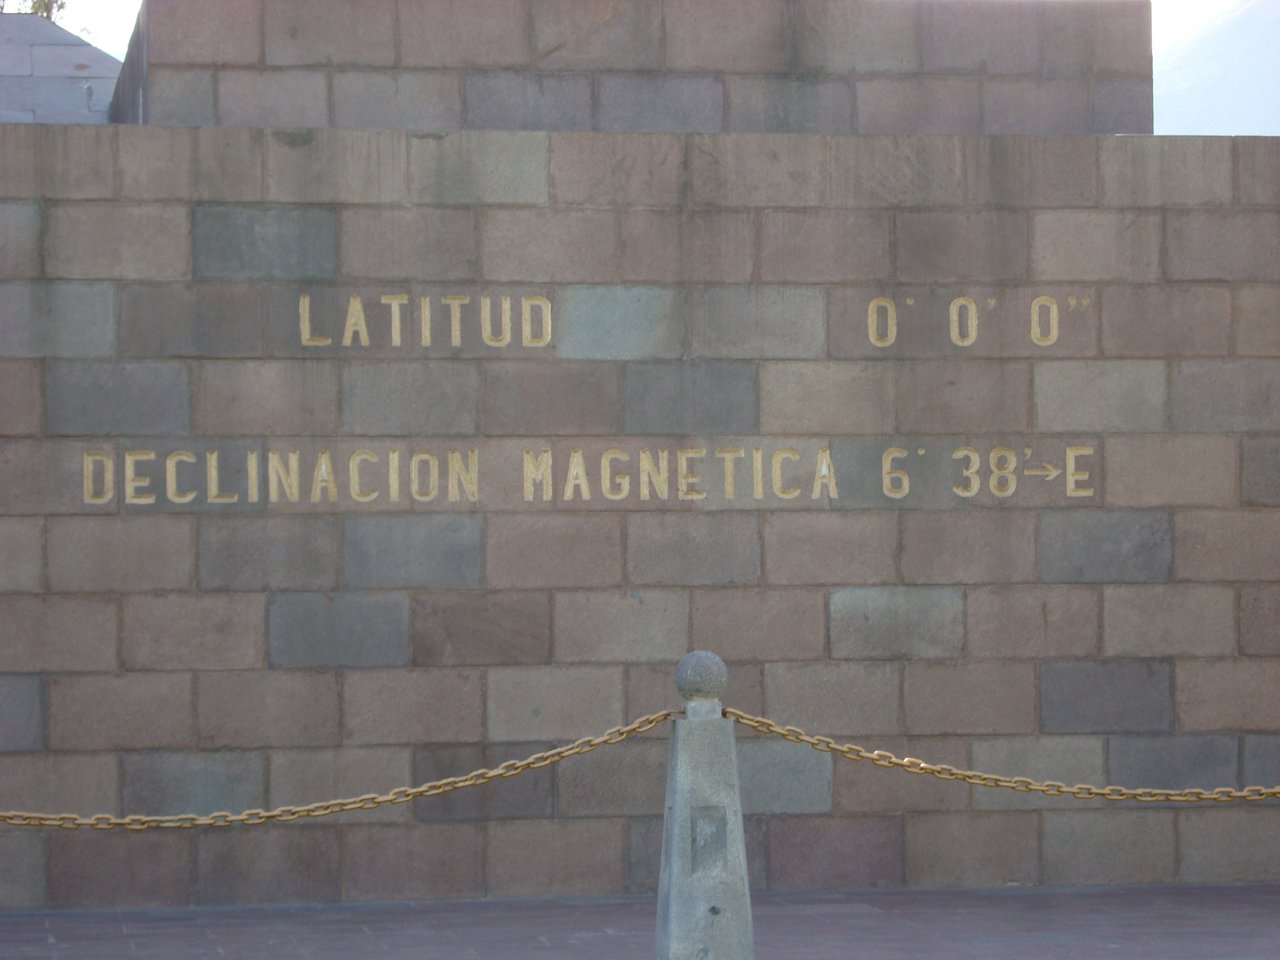 LATITUD 0° 0' 0"
DECLINACION MAGNETICA 6° 38'→E